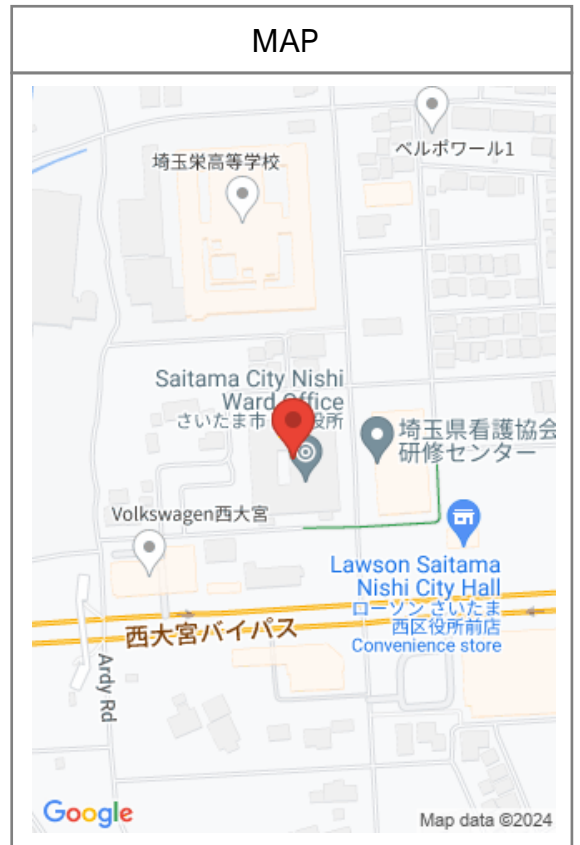 MAP
ベルポワール1
埼玉栄高等学校
Saitama City Nishi
Ward Office
さいたま市 役所
埼玉県看護協会
研修センター
Volkswagen西大宮
Lawson Saitama
Nishi City Hall
ローソン さいたま
西区役所前店
Convenience store
西大宮バイパス
Ardy Rd
Google
Map data ©2024